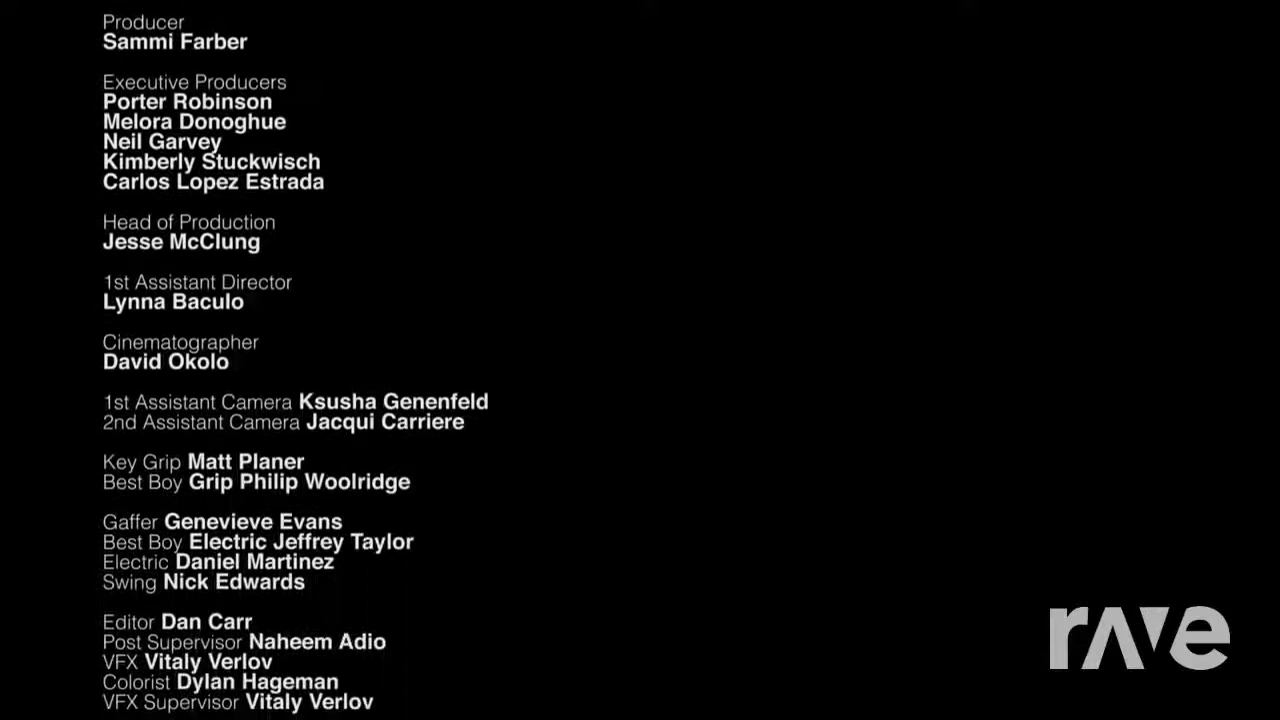 Producer
Sammi Farber
Executive Producers
Porter Robinson
Melora Donoghue
Neil Garvey
Kimberly Stuckwisch
Carlos Lopez Estrada
Head of Production
Jesse McClung
1st Assistant Director
Lynna Baculo
Cinematographer
David Okolo
1st Assistant Camera Ksusha Genenfeld
2nd Assistant Camera Jacqui Carriere
Key Grip Matt Planer
Best Boy Grip Philip Woolridge
Gaffer Genevieve Evans
Best Boy Electric Jeffrey Taylor
Electric Daniel Martinez
Swing Nick Edwards
Editor Dan Carr
Post Supervisor Naheem Adio
VFX Vitaly Verlov
Colorist Dylan Hageman
VFX Supervisor Vitaly Verlov
rave